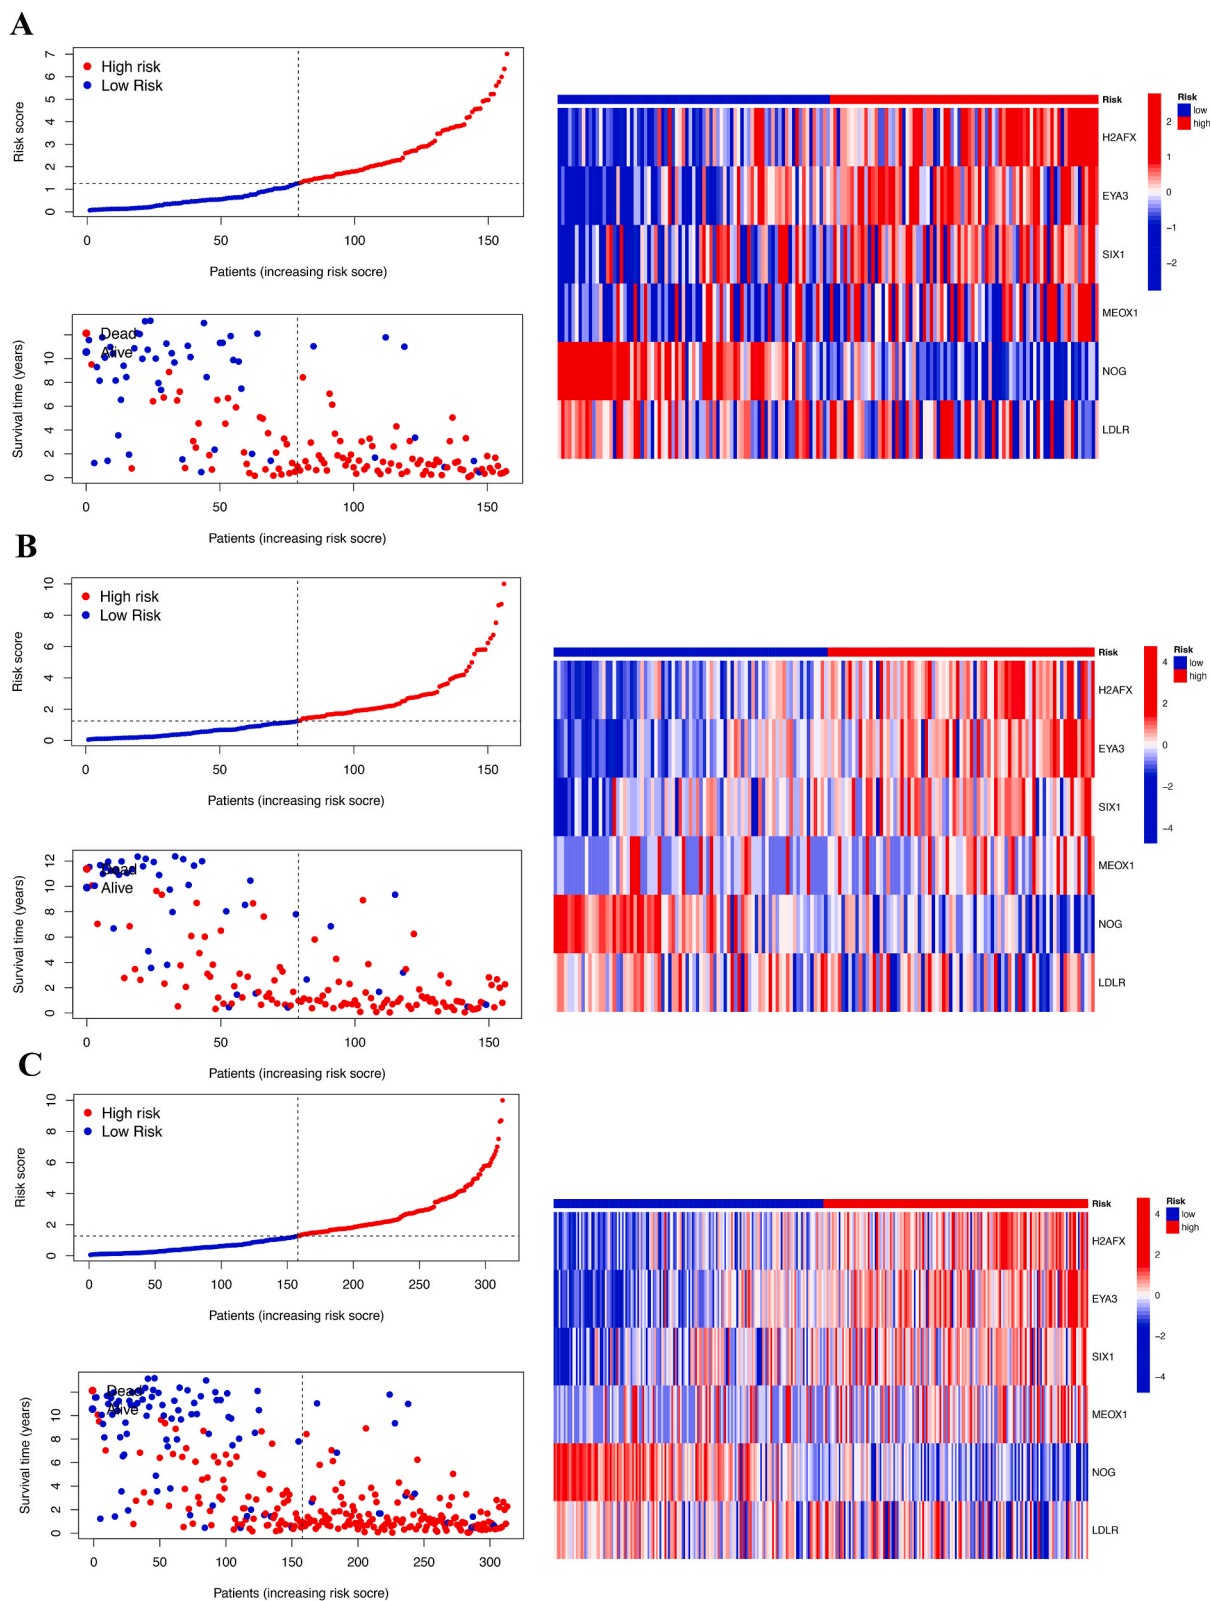 A
High risk
Low Risk
Risk score
0 1 2 3 4 5 6 7
0 50 100 150
Patients (increasing risk socre)
Dead
Alive
Survival time (years)
0 2 4 6 8 10
0 50 100 150
Patients (increasing risk socre)
Risk
H2AFX
EYA3
SIX1
MEOX1
NOG
LDLR
2
1
0
−1
−2
Risk
low
high
B
High risk
Low Risk
Risk score
0 2 4 6 8 10
0 50 100 150
Patients (increasing risk socre)
Dead
Alive
Survival time (years)
0 2 4 6 8 10 12
0 50 100 150
Patients (increasing risk socre)
Risk
H2AFX
EYA3
SIX1
MEOX1
NOG
LDLR
4
2
0
−2
−4
Risk
low
high
C
High risk
Low Risk
Risk score
0 2 4 6 8 10
0 50 100 150 200 250 300
Patients (increasing risk socre)
Dead
Alive
Survival time (years)
0 2 4 6 8 10
0 50 100 150 200 250 300
Patients (increasing risk socre)
Risk
H2AFX
EYA3
SIX1
MEOX1
NOG
LDLR
4
2
0
−2
−4
Risk
low
high